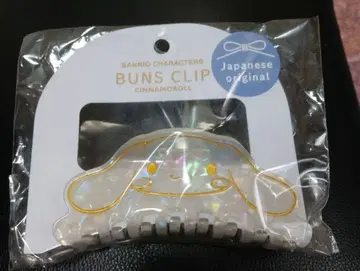 SANRIO CHARACTERS
BUNS CLIP
CINNAMOROLL
Japanese
original